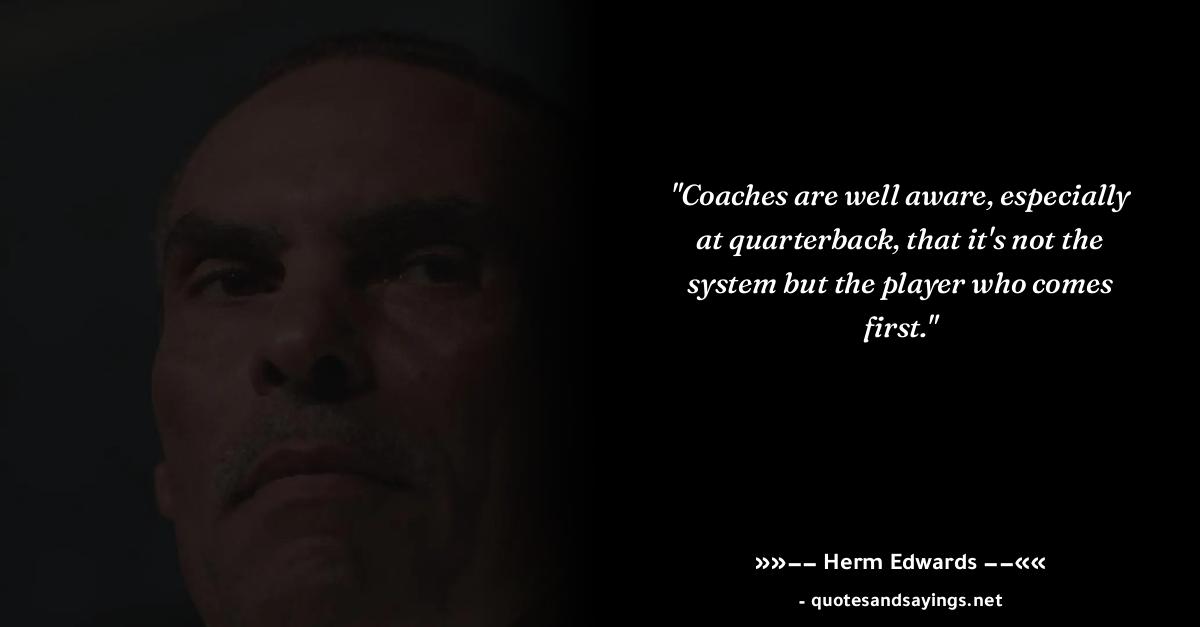 "Coaches are well aware, especially
at quarterback, that it's not the
system but the player who comes
first."
»»−− Herm Edwards −−««
- quotesandsayings.net